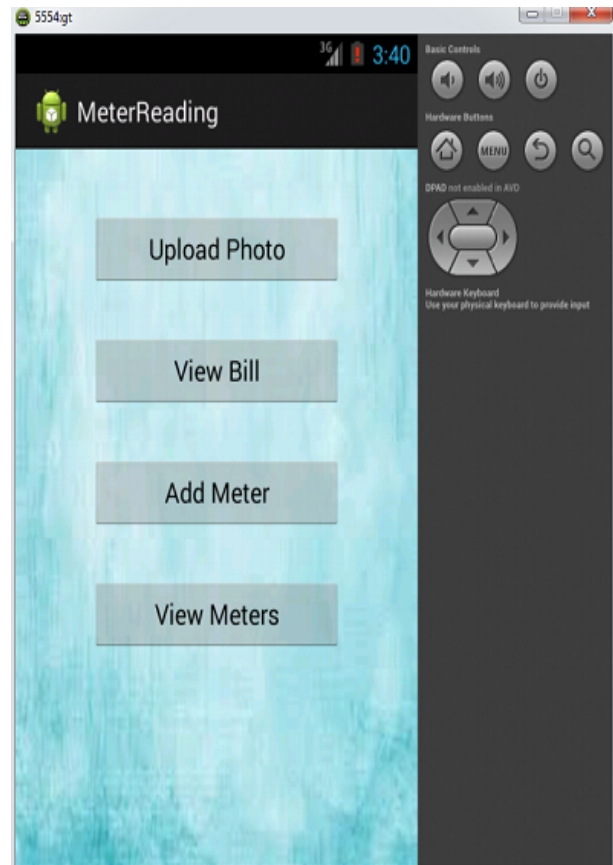 5554:gt
3G 3:40
MeterReading
Upload Photo
View Bill
Add Meter
View Meters
Basic Controls
Hardware Buttons
MENU
DPAD not enabled in AVD
Hardware Keyboard
Use your physical keyboard to provide input